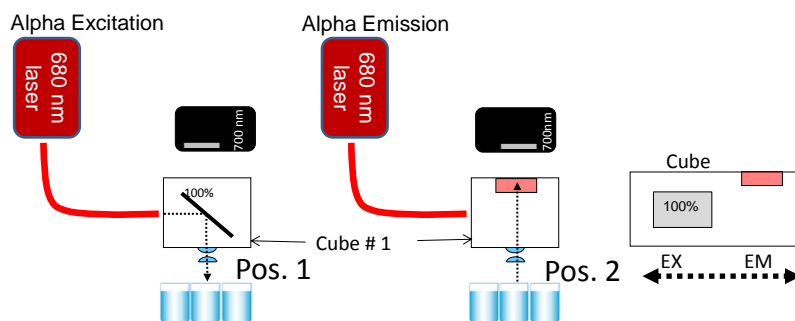 Alpha Excitation
680 nm
laser
700 nm
100%
Cube # 1
Pos. 1
Alpha Emission
680 nm
laser
700nm
Pos. 2
Cube
100%
EX
EM